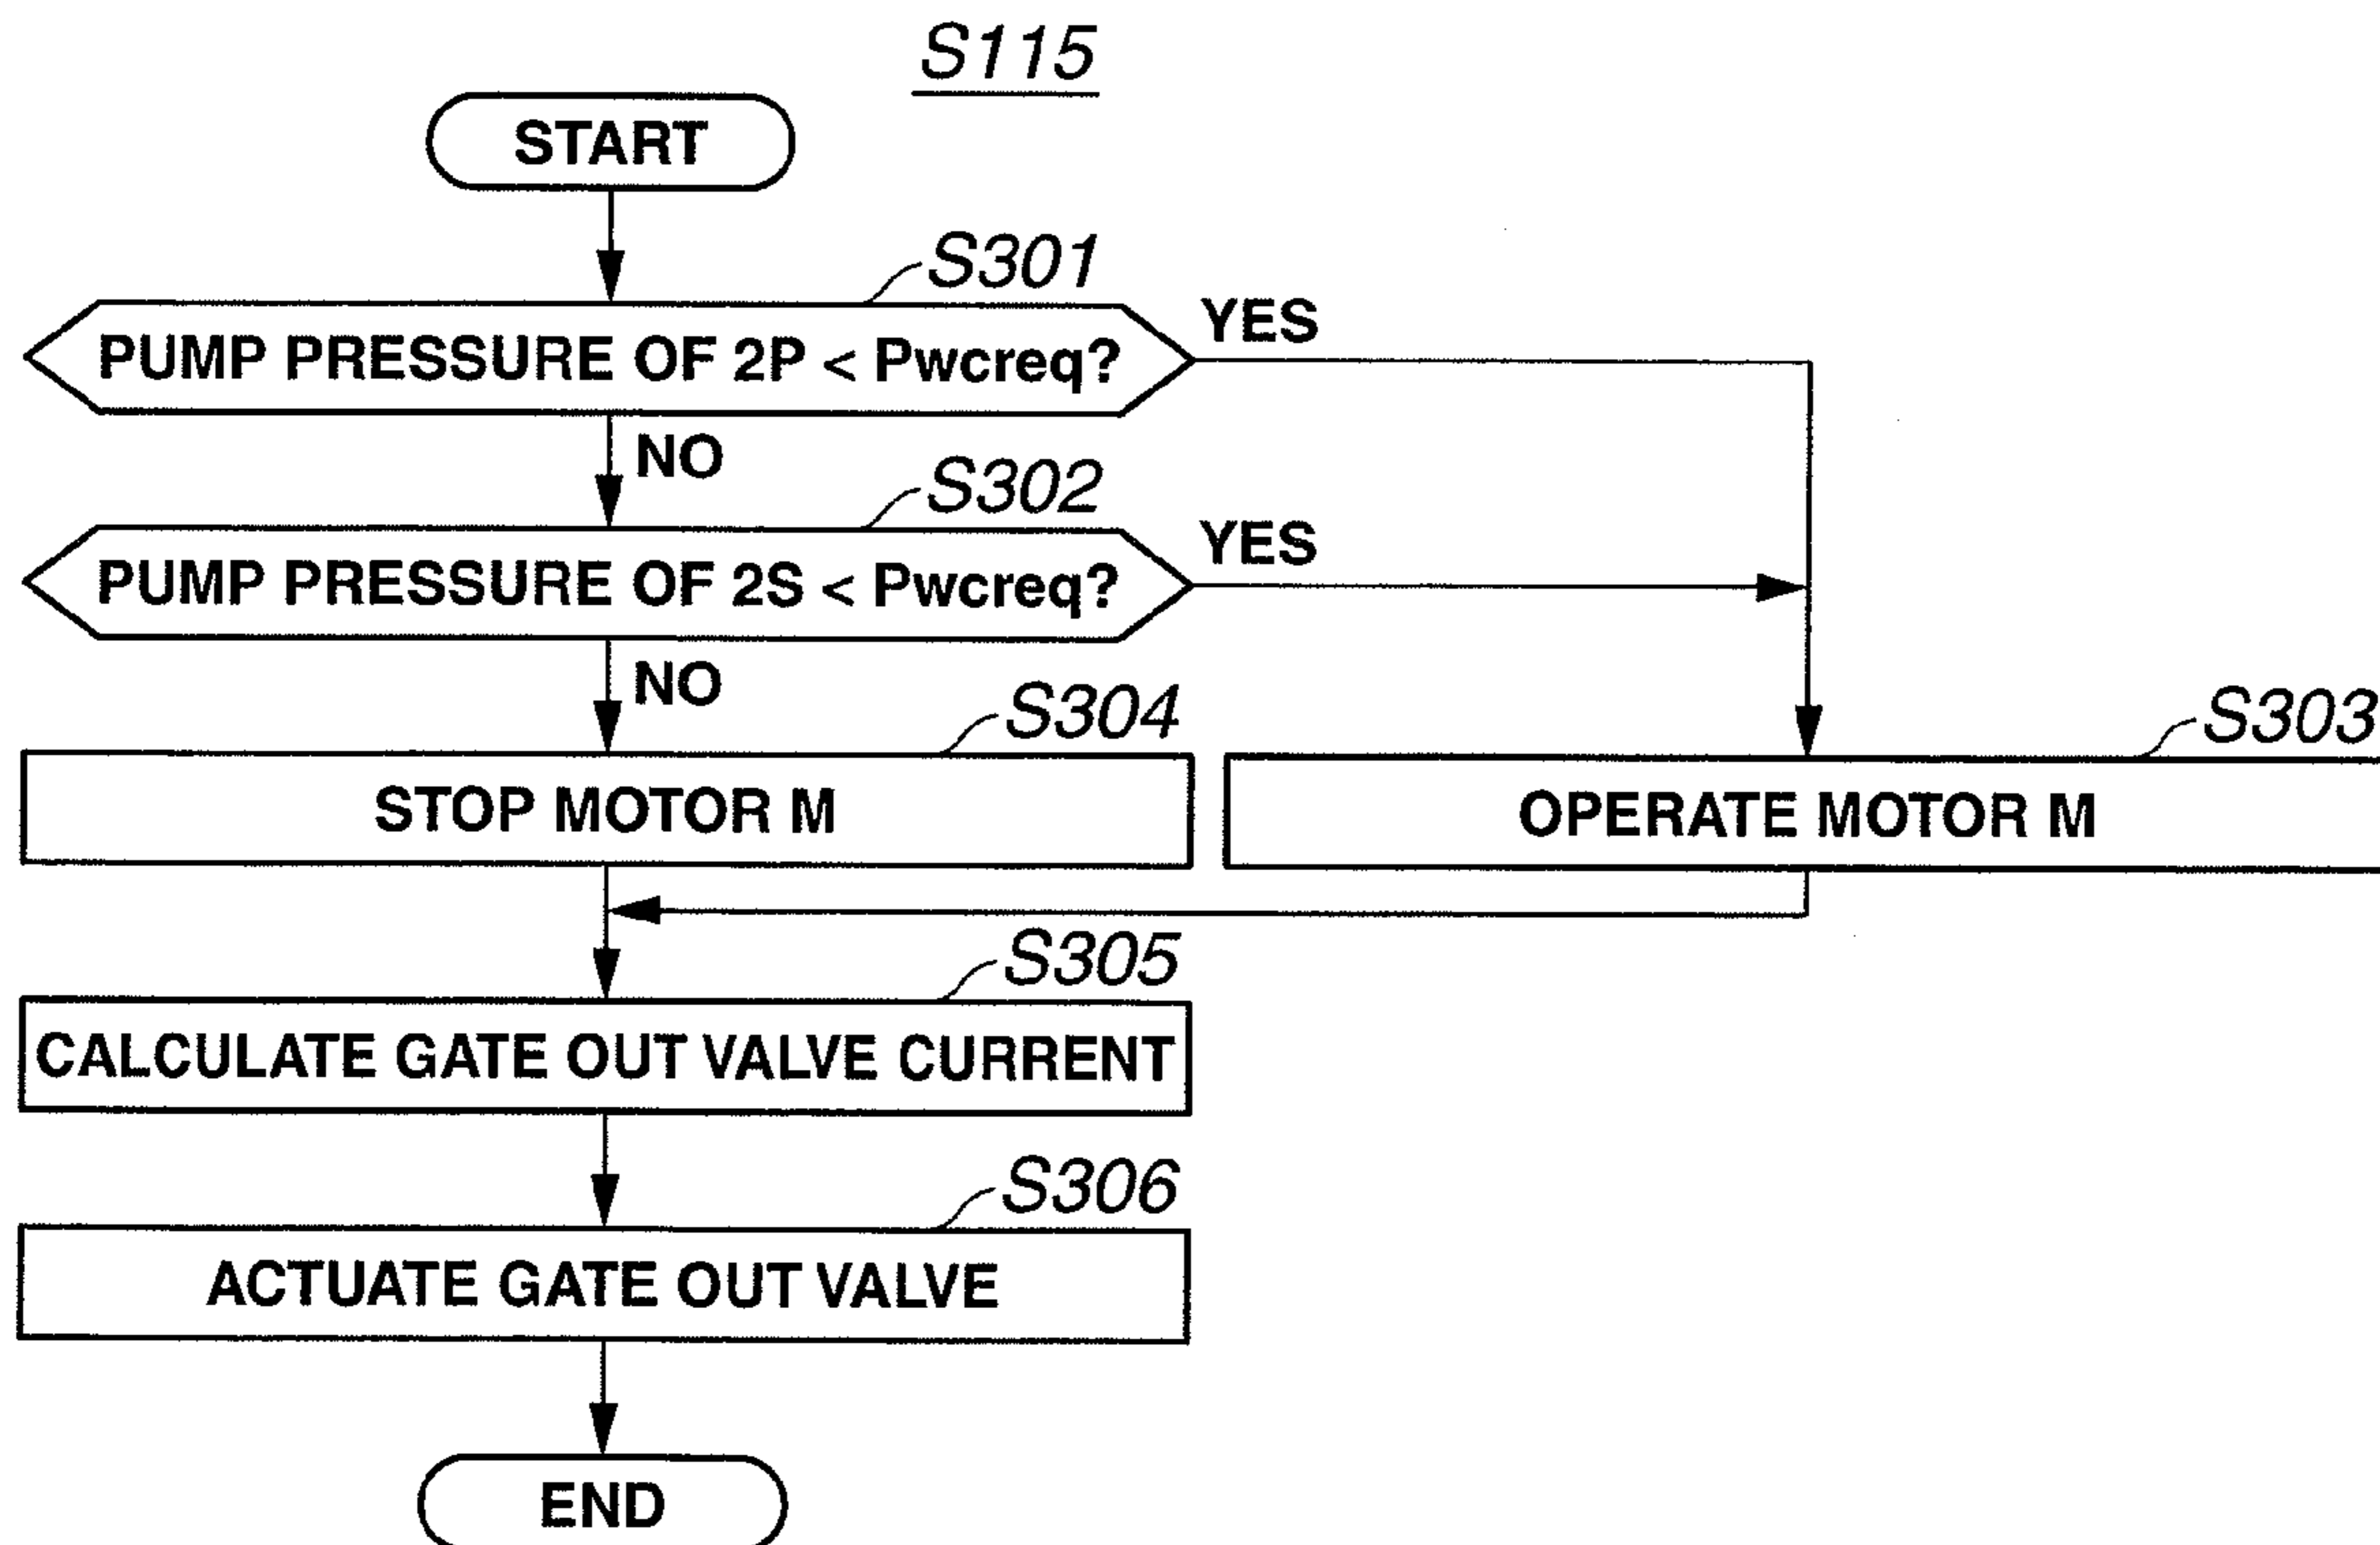 S115
START
S301
PUMP PRESSURE OF 2P < Pwcreq?
YES
NO
S302
PUMP PRESSURE OF 2S < Pwcreq?
YES
NO
S304
STOP MOTOR M
S303
OPERATE MOTOR M
S305
CALCULATE GATE OUT VALVE CURRENT
S306
ACTUATE GATE OUT VALVE
END